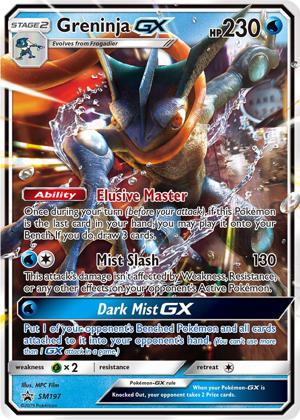 STAGE 2 Greninja GX HP230
Evolves from Frogadier
Ability Elusive Master
Once during your turn (before your attack), if this Pokémon
is the last card in your hand, you may play it onto your
Bench. If you do, draw 3 cards.
Mist Slash 130
This attack's damage isn't affected by Weakness, Resistance,
or any other effects on your opponent's Active Pokémon.
Dark Mist GX
Put 1 of your opponent's Benched Pokémon and all cards
attached to it into your opponent's hand. (You can't use more
than 1 GX attack in a game.)
weakness ×2 resistance retreat
Illus. MPC Film
Pokémon-GX rule
PROMO SM197
When your Pokémon-GX is
Knocked Out, your opponent takes 2 Prize cards.
©2019 Pokémon